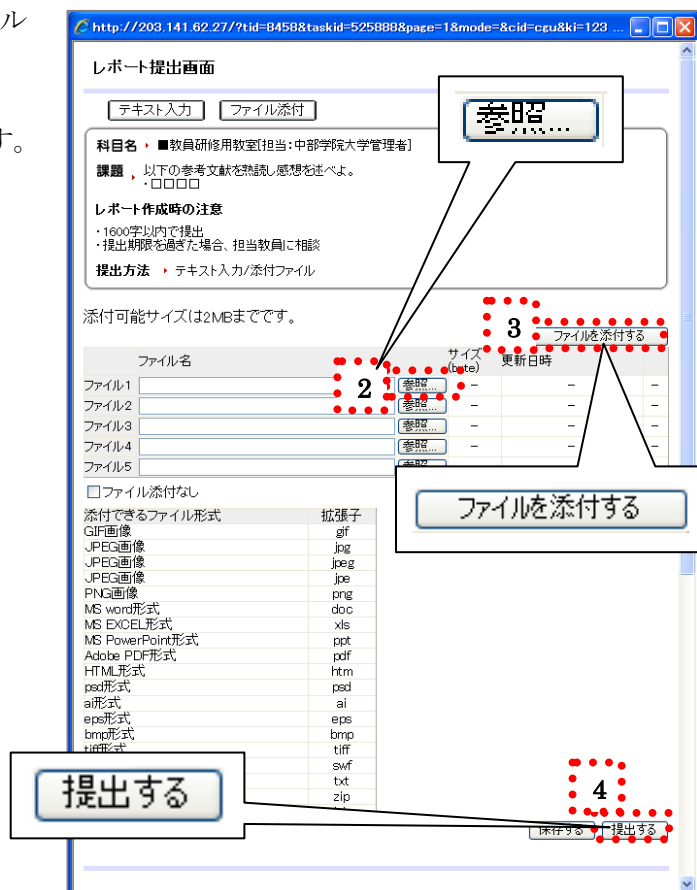 ル
す。
http://203.141.62.27/?tid=8458&taskid=525888&page=1&mode=&cid=cgu&ki=123 ...
レポート提出画面
テキスト入力 ファイル添付
参照...
科目名 ■教員研修用教室[担当:中部学院大学管理者]
課題 以下の参考文献を熟読し感想を述べよ。
・□□□□
レポート作成時の注意
・1600字以内で提出
・提出期限を過ぎた場合、担当教員に相談
提出方法 テキスト入力/添付ファイル
添付可能サイズは2MBまでです。
3 ファイルを添付する
ファイル名 サイズ(byte) 更新日時
2
ファイル1 参照... － － －
ファイル2 参照... － － －
ファイル3 参照... － － －
ファイル4 参照... － － －
ファイル5 参照...
ファイルを添付する
□ファイル添付なし
添付できるファイル形式 拡張子
GIF画像 gif
JPEG画像 jpg
JPEG画像 jpeg
JPEG画像 jpe
PNG画像 png
MS word形式 doc
MS EXCEL形式 xls
MS PowerPoint形式 ppt
Adobe PDF形式 pdf
HTML形式 htm
psd形式 psd
ai形式 ai
eps形式 eps
bmp形式 bmp
tiff形式 tiff
swf
txt
zip
提出する
4
保存する 提出する